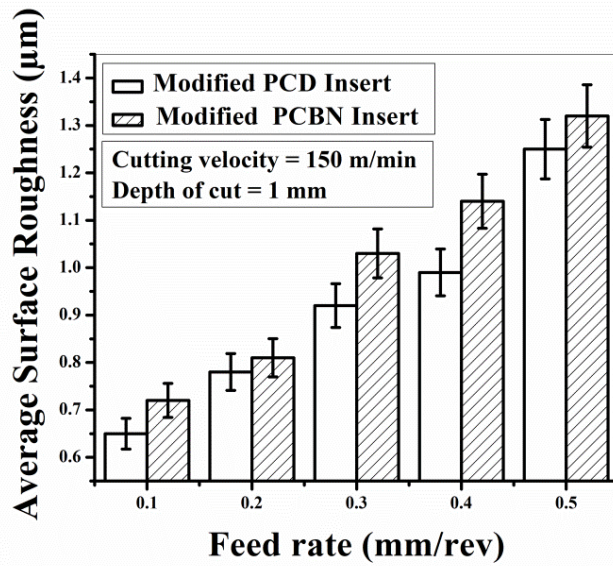 Average Surface Roughness (μm)
1.4
1.3
1.2
1.1
1.0
0.9
0.8
0.7
0.6
Modified PCD Insert
Modified PCBN Insert
Cutting velocity = 150 m/min
Depth of cut = 1 mm
0.1 0.2 0.3 0.4 0.5
Feed rate (mm/rev)